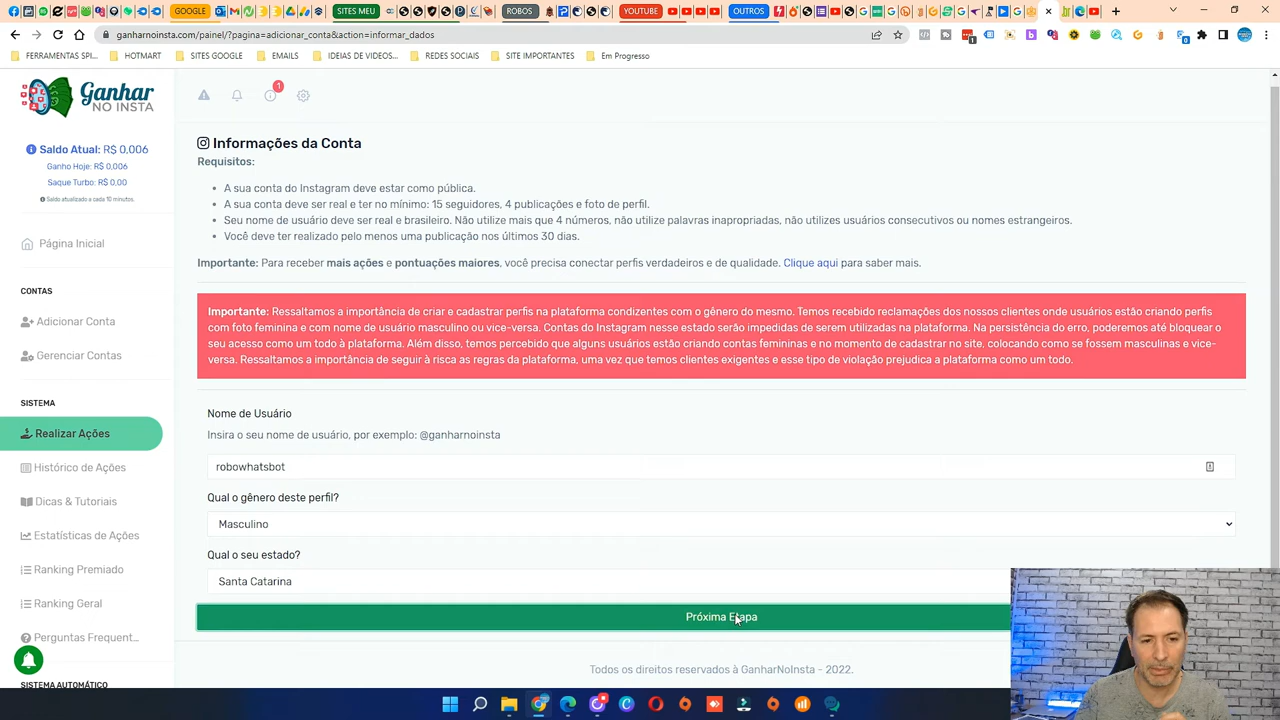 GOOGLE
SITES MEU
ROBOS
YOUTUBE
OUTROS
ganharnoinsta.com/painel/?pagina=adicionar_conta&action=informar_dados
FERRAMENTAS SPI...
HOTMART
SITES GOOGLE
EMAILS
IDEIAS DE VIDEOS...
REDES SOCIAIS
SITE IMPORTANTES
Em Progresso
Ganhar
NO INSTA
1
Saldo Atual: R$ 0,006
Ganho Hoje: R$ 0,006
Saque Turbo: R$ 0,00
Saldo atualizado a cada 10 minutos.
Página Inicial
CONTAS
Adicionar Conta
Gerenciar Contas
SISTEMA
Realizar Ações
Histórico de Ações
Dicas & Tutoriais
Estatísticas de Ações
Ranking Premiado
Ranking Geral
Perguntas Frequent...
SISTEMA AUTOMÁTICO
Informações da Conta
Requisitos:
A sua conta do Instagram deve estar como pública.
A sua conta deve ser real e ter no mínimo: 15 seguidores, 4 publicações e foto de perfil.
Seu nome de usuário deve ser real e brasileiro. Não utilize mais que 4 números, não utilize palavras inapropriadas, não utilizes usuários consecutivos ou nomes estrangeiros.
Você deve ter realizado pelo menos uma publicação nos últimos 30 dias.
Importante: Para receber mais ações e pontuações maiores, você precisa conectar perfis verdadeiros e de qualidade. Clique aqui para saber mais.
Importante: Ressaltamos a importância de criar e cadastrar perfis na plataforma condizentes com o gênero do mesmo. Temos recebido reclamações dos nossos clientes onde usuários estão criando perfis
com foto feminina e com nome de usuário masculino ou vice-versa. Contas do Instagram nesse estado serão impedidas de serem utilizadas na plataforma. Na persistência do erro, poderemos até bloquear o
seu acesso como um todo à plataforma. Além disso, temos percebido que alguns usuários estão criando contas femininas e no momento de cadastrar no site, colocando como se fossem masculinas e vice-
versa. Ressaltamos a importância de seguir à risca as regras da plataforma, uma vez que temos clientes exigentes e esse tipo de violação prejudica a plataforma como um todo.
Nome de Usuário
Insira o seu nome de usuário, por exemplo: @ganharnoinsta
robowhatsbot
Qual o gênero deste perfil?
Masculino
Qual o seu estado?
Santa Catarina
Próxima Etapa
Todos os direitos reservados à GanharNoInsta - 2022.